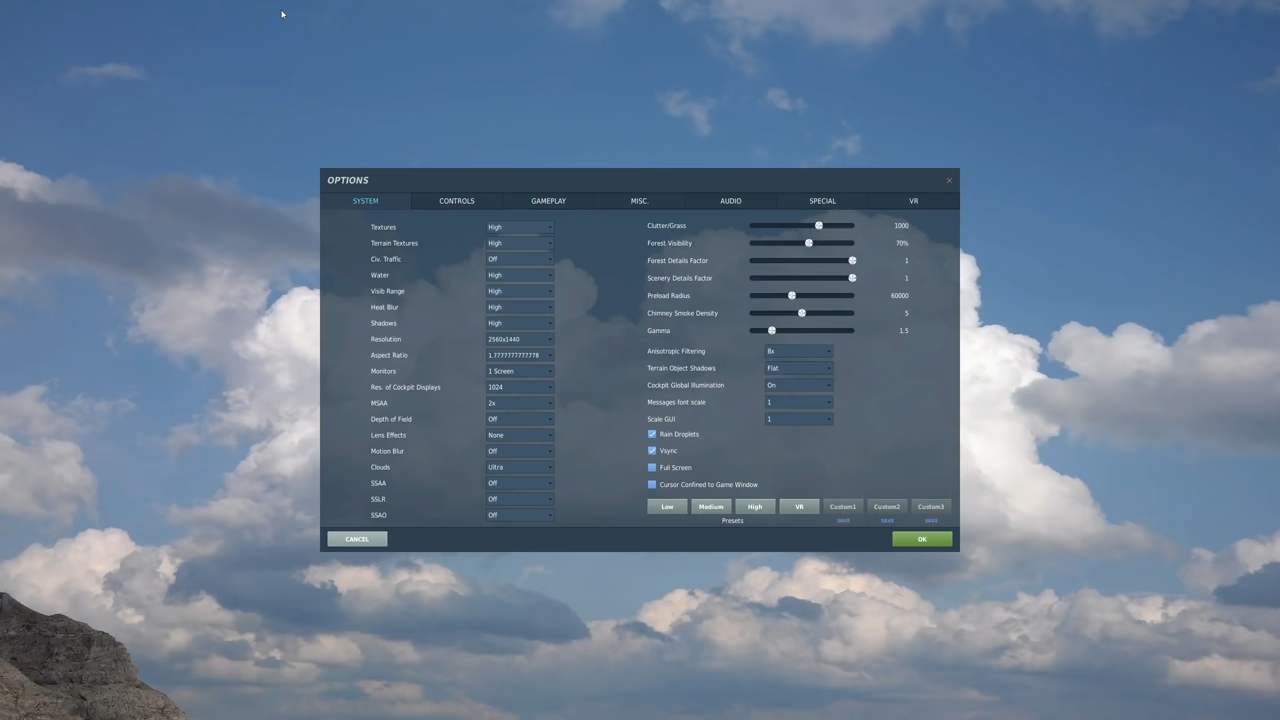 OPTIONS
SYSTEM CONTROLS GAMEPLAY MISC. AUDIO SPECIAL VR
Textures High
Terrain Textures High
Civ. Traffic Off
Water High
Visib Range High
Heat Blur High
Shadows High
Resolution 2560x1440
Aspect Ratio 1.7777777777778
Monitors 1 Screen
Res. of Cockpit Displays 1024
MSAA 2x
Depth of Field Off
Lens Effects None
Motion Blur Off
Clouds Ultra
SSAA Off
SSLR Off
SSAO Off
Clutter/Grass 1000
Forest Visibility 70%
Forest Details Factor 1
Scenery Details Factor 1
Preload Radius 60000
Chimney Smoke Density 5
Gamma 1.5
Anisotropic Filtering 8x
Terrain Object Shadows Flat
Cockpit Global Illumination On
Messages font scale 1
Scale GUI 1
Rain Droplets
Vsync
Full Screen
Cursor Confined to Game Window
Low Medium High VR Custom1 Custom2 Custom3
Presets SAVE SAVE SAVE
CANCEL OK